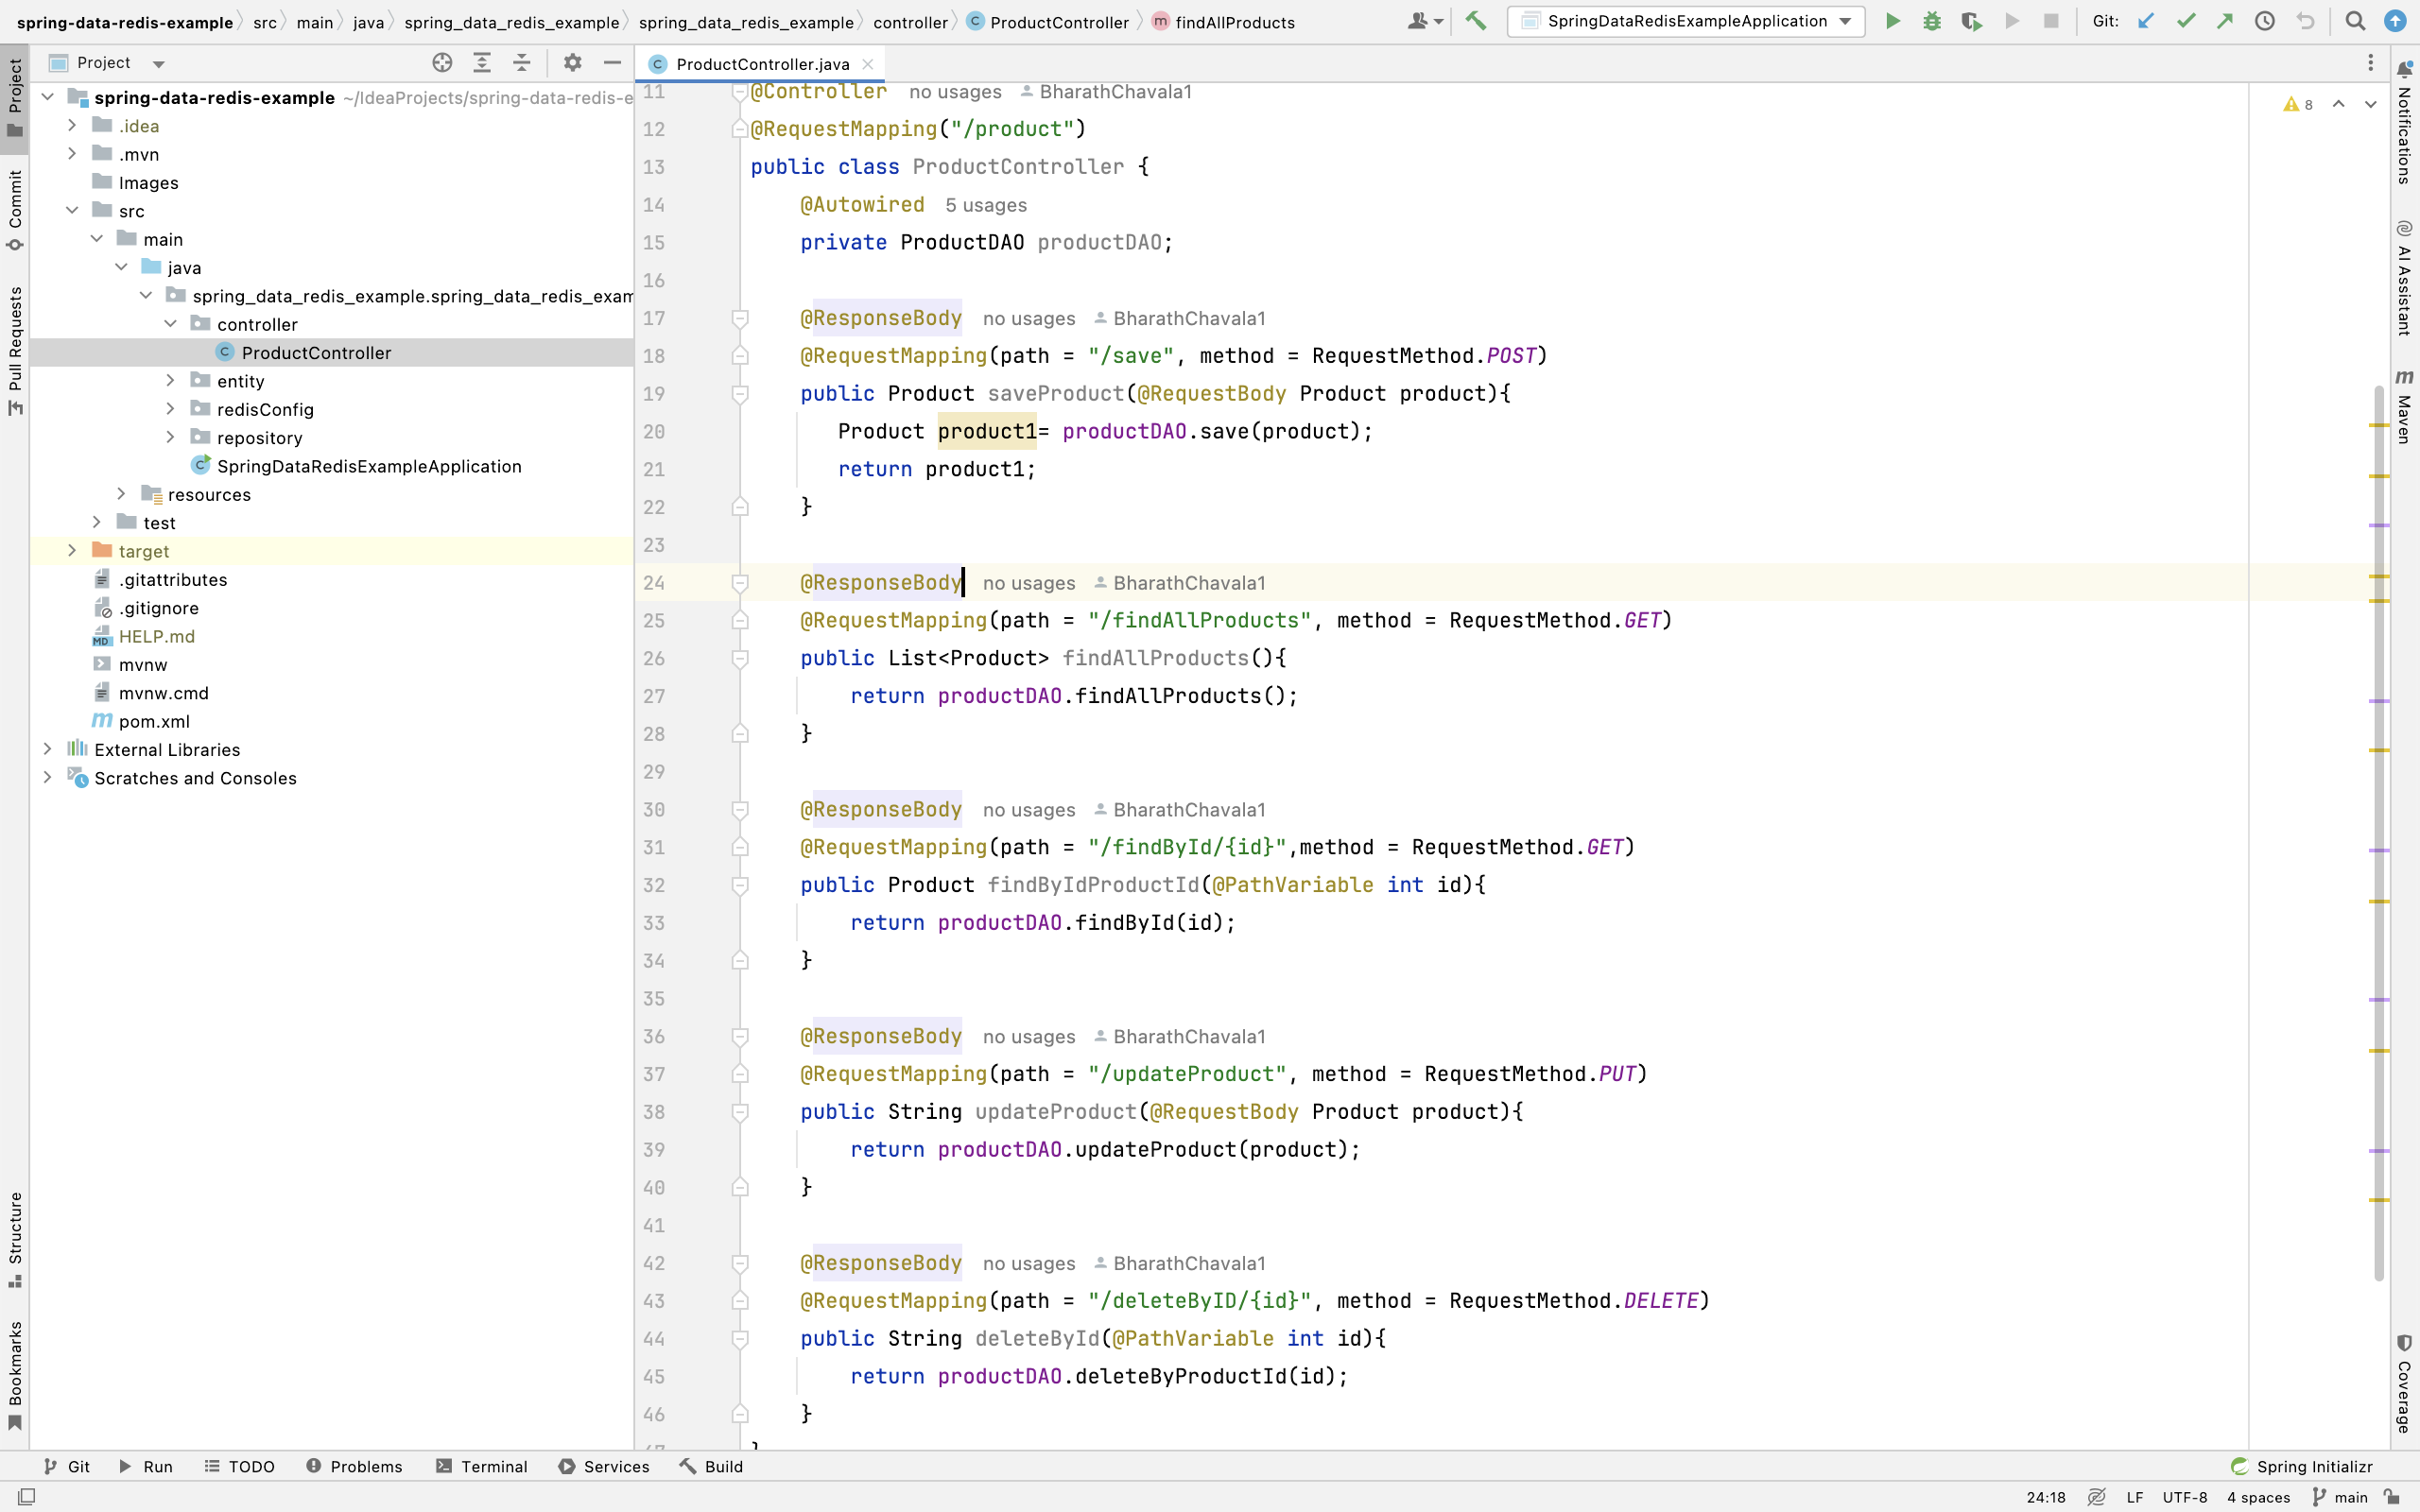 spring-data-redis-example src main java spring_data_redis_example spring_data_redis_example controller ProductController findAllProducts SpringDataRedisExampleApplication Git:
Project
ProductController.java
spring-data-redis-example ~/IdeaProjects/spring-data-redis-e
.idea
.mvn
Images
src
main
java
spring_data_redis_example.spring_data_redis_exam
controller
ProductController
entity
redisConfig
repository
SpringDataRedisExampleApplication
resources
test
target
.gitattributes
.gitignore
HELP.md
mvnw
mvnw.cmd
pom.xml
External Libraries
Scratches and Consoles
Project
Commit
Pull Requests
Structure
Bookmarks
11 @Controller no usages BharathChavala1
12 @RequestMapping("/product")
13 public class ProductController {
14 @Autowired 5 usages
15 private ProductDAO productDAO;
16
17 @ResponseBody no usages BharathChavala1
18 @RequestMapping(path = "/save", method = RequestMethod.POST)
19 public Product saveProduct(@RequestBody Product product){
20 Product product1= productDAO.save(product);
21 return product1;
22 }
23
24 @ResponseBody no usages BharathChavala1
25 @RequestMapping(path = "/findAllProducts", method = RequestMethod.GET)
26 public List<Product> findAllProducts(){
27 return productDAO.findAllProducts();
28 }
29
30 @ResponseBody no usages BharathChavala1
31 @RequestMapping(path = "/findById/{id}",method = RequestMethod.GET)
32 public Product findByIdProductId(@PathVariable int id){
33 return productDAO.findById(id);
34 }
35
36 @ResponseBody no usages BharathChavala1
37 @RequestMapping(path = "/updateProduct", method = RequestMethod.PUT)
38 public String updateProduct(@RequestBody Product product){
39 return productDAO.updateProduct(product);
40 }
41
42 @ResponseBody no usages BharathChavala1
43 @RequestMapping(path = "/deleteByID/{id}", method = RequestMethod.DELETE)
44 public String deleteById(@PathVariable int id){
45 return productDAO.deleteByProductId(id);
46 }
8
Notifications
AI Assistant
Maven
Coverage
Git Run TODO Problems Terminal Services Build Spring Initializr
24:18 LF UTF-8 4 spaces main